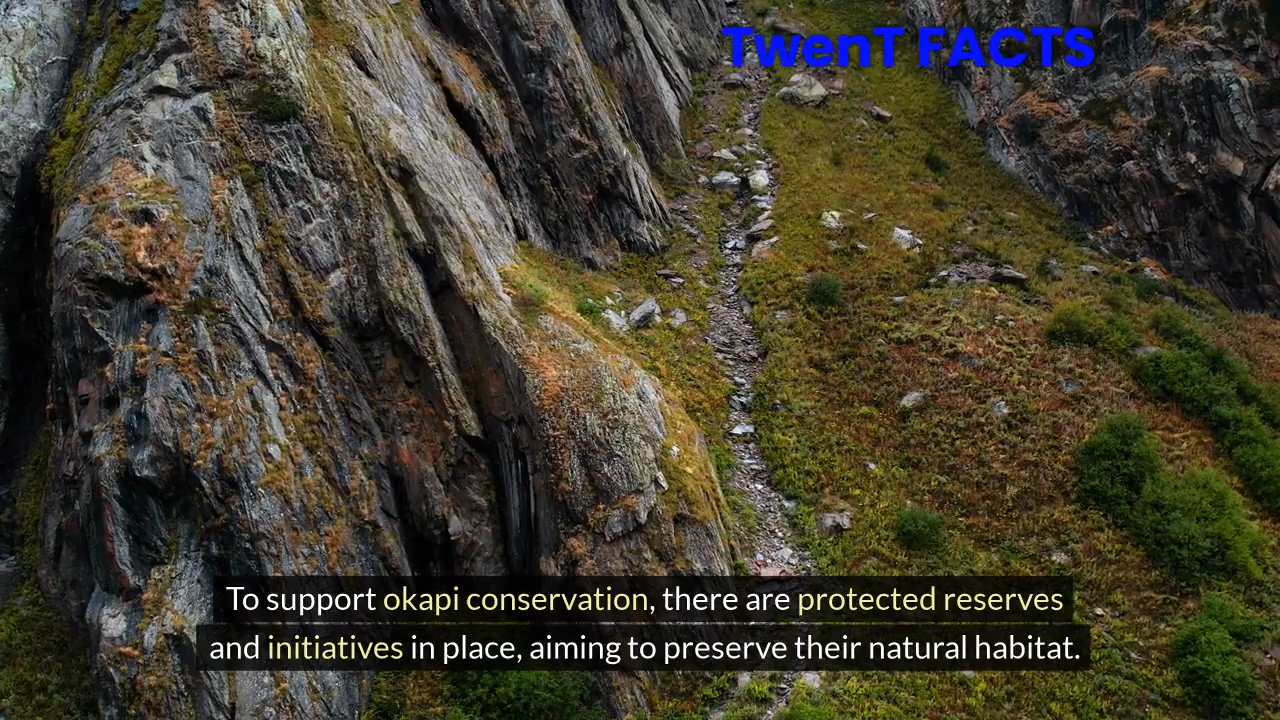 TwenT FACTS
To support okapi conservation, there are protected reserves
and initiatives in place, aiming to preserve their natural habitat.